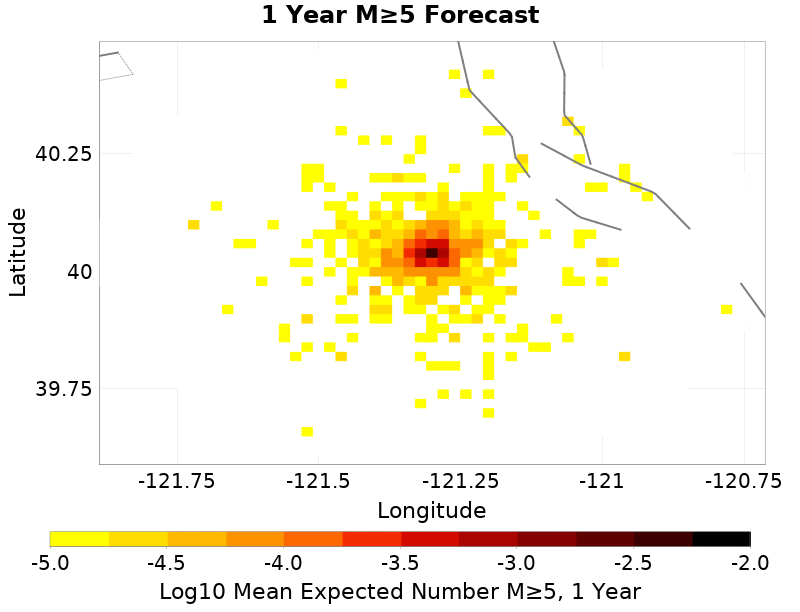 1 Year M≥5 Forecast
40.25
40
39.75
Latitude
-121.75 -121.5 -121.25 -121 -120.75
Longitude
-5.0 -4.5 -4.0 -3.5 -3.0 -2.5 -2.0
Log10 Mean Expected Number M≥5, 1 Year